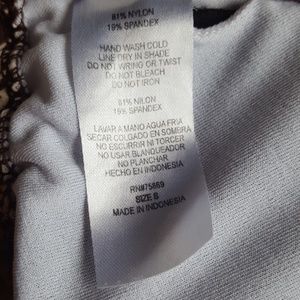 81% NYLON
19% SPANDEX
HAND WASH COLD
LINE DRY IN SHADE
DO NOT WRING OR TWIST
DO NOT BLEACH
DO NOT IRON
81% NILON
19% SPANDEX
LAVAR A MANO AGUA FRIA
SECAR COLGADO EN SOMBRA
NO ESCURRIR NI TORCER
NO USAR BLANQUEADOR
NO PLANCHAR
HECHO EN INDONESIA
RN#75669
SIZE S
MADE IN INDONESIA